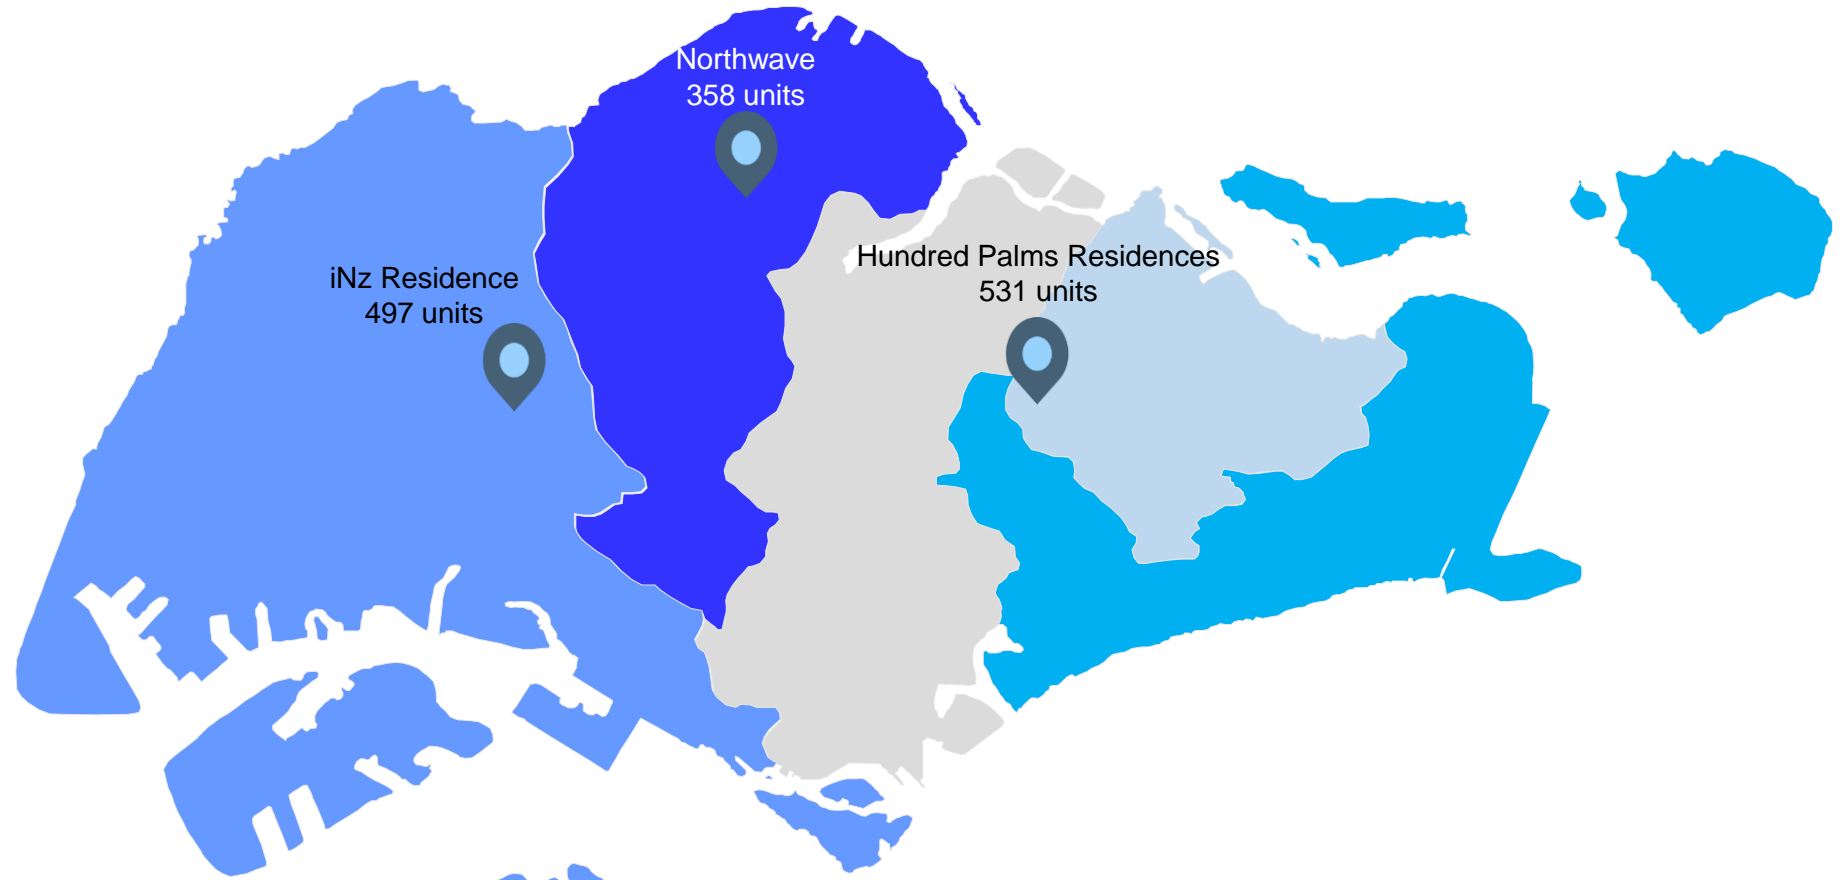 Northwave
358 units
Hundred Palms Residences
531 units
iNz Residence
497 units